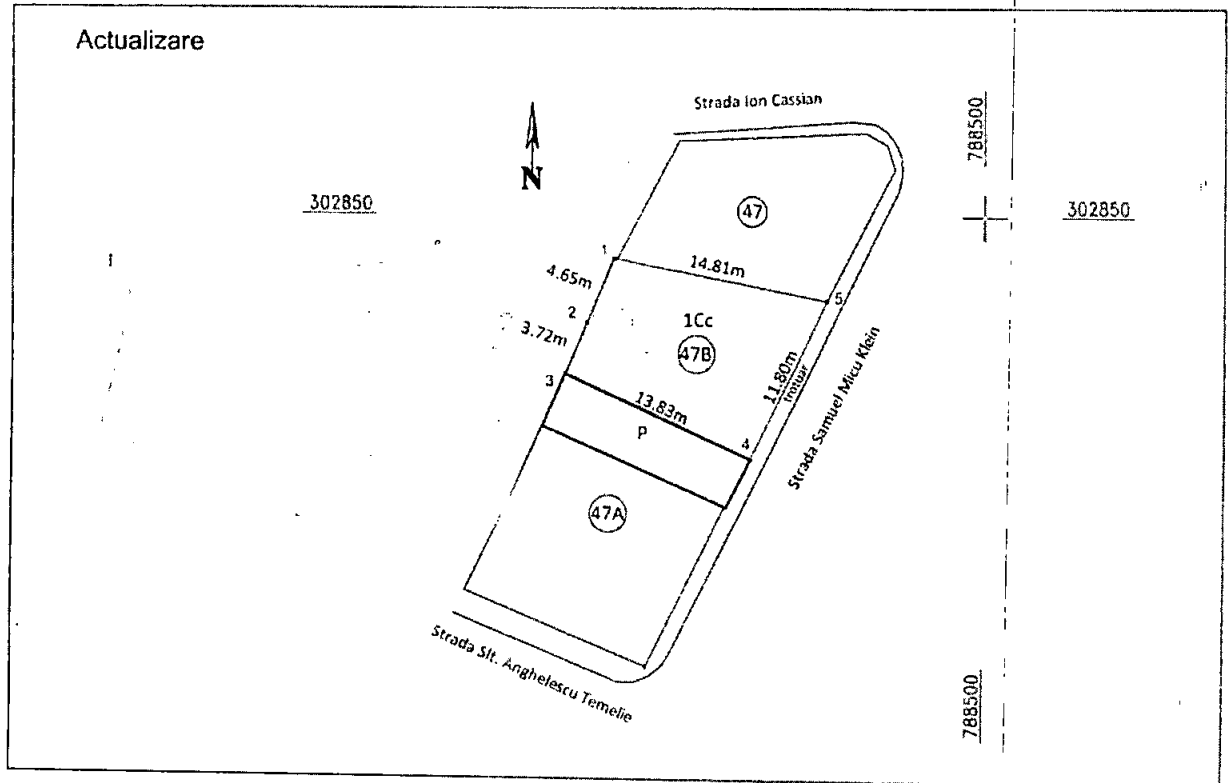 Actualizare
Strada Ion Cassian
788500
N
302850
302850
47
1
14.81m
4.65m
5
2
1Cc
3.72m
47B
11.80m
trotuar
Strada Samuel Micu Klein
3
13.83m
4
P
47A
Strada Slt. Anghelescu Temelie
788500